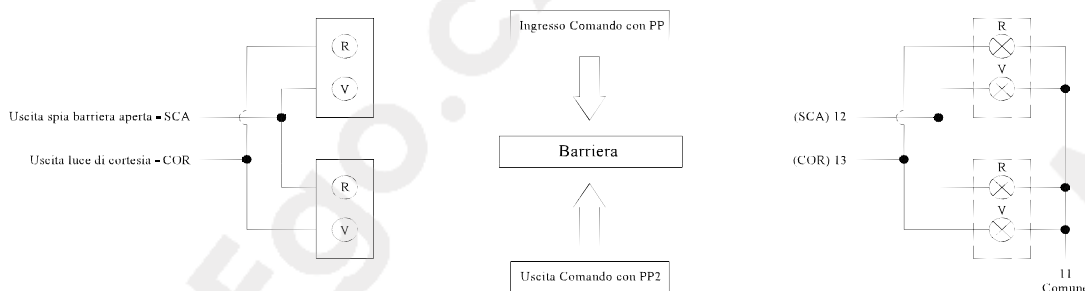 Ingresso Comando con PP
R
V
Uscita spia barriera aperta - SCA
Uscita luce di cortesia - COR
R
V
Barriera
Uscita Comando con PP2
R
V
(SCA) 12
(COR) 13
R
V
11
Comune